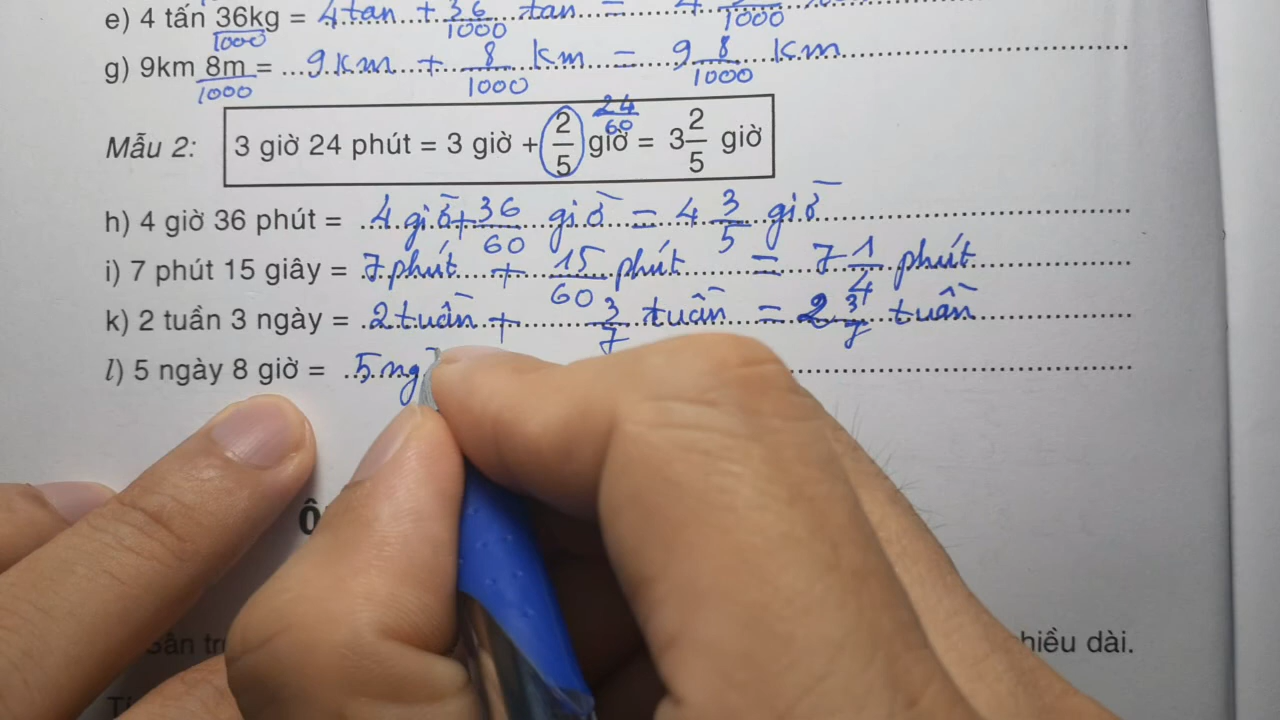 e) 4 tấn 36kg = 4 tấn + 36/1000 tấn = 4 /1000
1000
g) 9km 8m = 9km + 8/1000 km = 9 8/1000 km
1000
Mẫu 2: 3 giờ 24 phút = 3 giờ + 2/5 giờ = 3 2/5 giờ
24/60
h) 4 giờ 36 phút = 4 giờ + 36/60 giờ = 4 3/5 giờ
i) 7 phút 15 giây = 7 phút + 15/60 phút = 7 1/4 phút
k) 2 tuần 3 ngày = 2 tuần + 3/7 tuần = 2 3/7 tuần
l) 5 ngày 8 giờ = 5 ng
hiều dài.